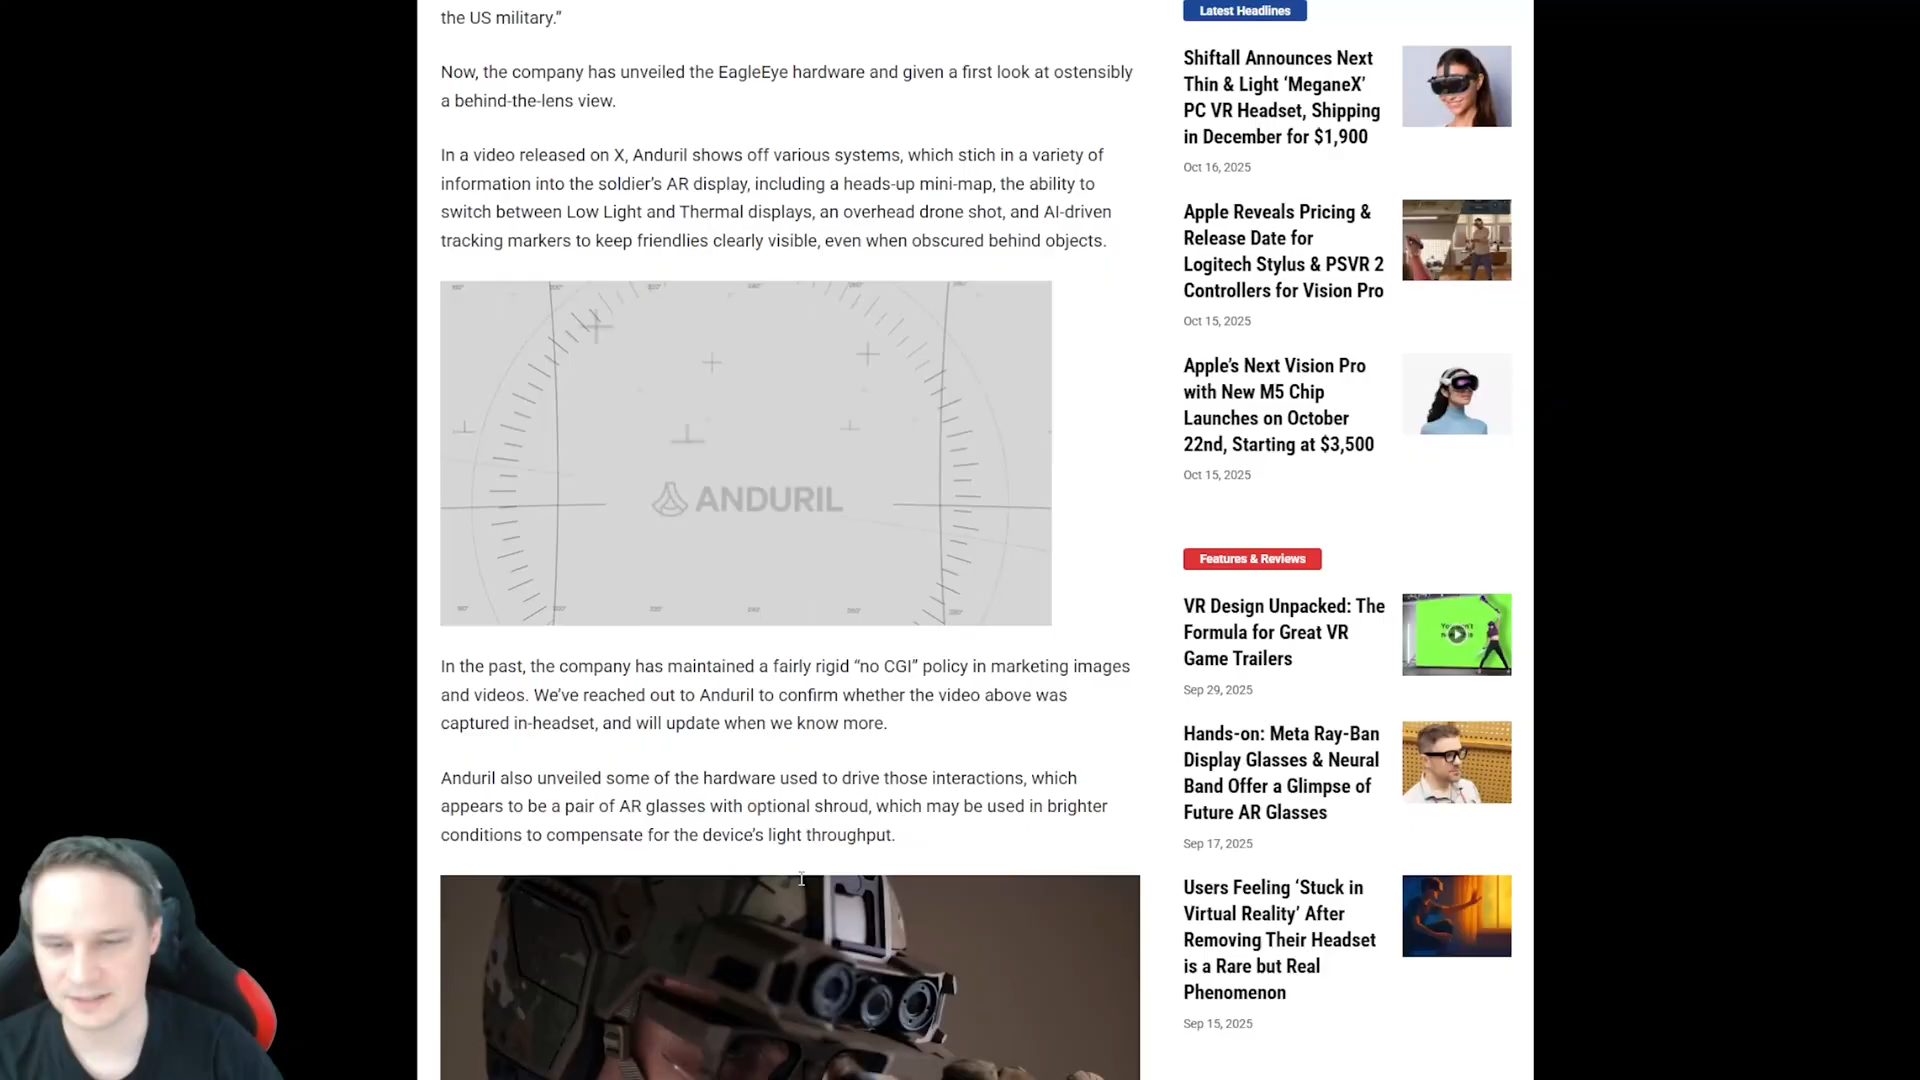 the US military.”
Now, the company has unveiled the EagleEye hardware and given a first look at ostensibly
a behind-the-lens view.
In a video released on X, Anduril shows off various systems, which stich in a variety of
information into the soldier’s AR display, including a heads-up mini-map, the ability to
switch between Low Light and Thermal displays, an overhead drone shot, and AI-driven
tracking markers to keep friendlies clearly visible, even when obscured behind objects.
ANDURIL
In the past, the company has maintained a fairly rigid “no CGI” policy in marketing images
and videos. We’ve reached out to Anduril to confirm whether the video above was
captured in-headset, and will update when we know more.
Anduril also unveiled some of the hardware used to drive those interactions, which
appears to be a pair of AR glasses with optional shroud, which may be used in brighter
conditions to compensate for the device’s light throughput.
Latest Headlines
Shiftall Announces Next
Thin & Light ‘MeganeX’
PC VR Headset, Shipping
in December for $1,900
Oct 16, 2025
Apple Reveals Pricing &
Release Date for
Logitech Stylus & PSVR 2
Controllers for Vision Pro
Oct 15, 2025
Apple’s Next Vision Pro
with New M5 Chip
Launches on October
22nd, Starting at $3,500
Oct 15, 2025
Features & Reviews
VR Design Unpacked: The
Formula for Great VR
Game Trailers
Sep 29, 2025
Hands-on: Meta Ray-Ban
Display Glasses & Neural
Band Offer a Glimpse of
Future AR Glasses
Sep 17, 2025
Users Feeling ‘Stuck in
Virtual Reality’ After
Removing Their Headset
is a Rare but Real
Phenomenon
Sep 15, 2025